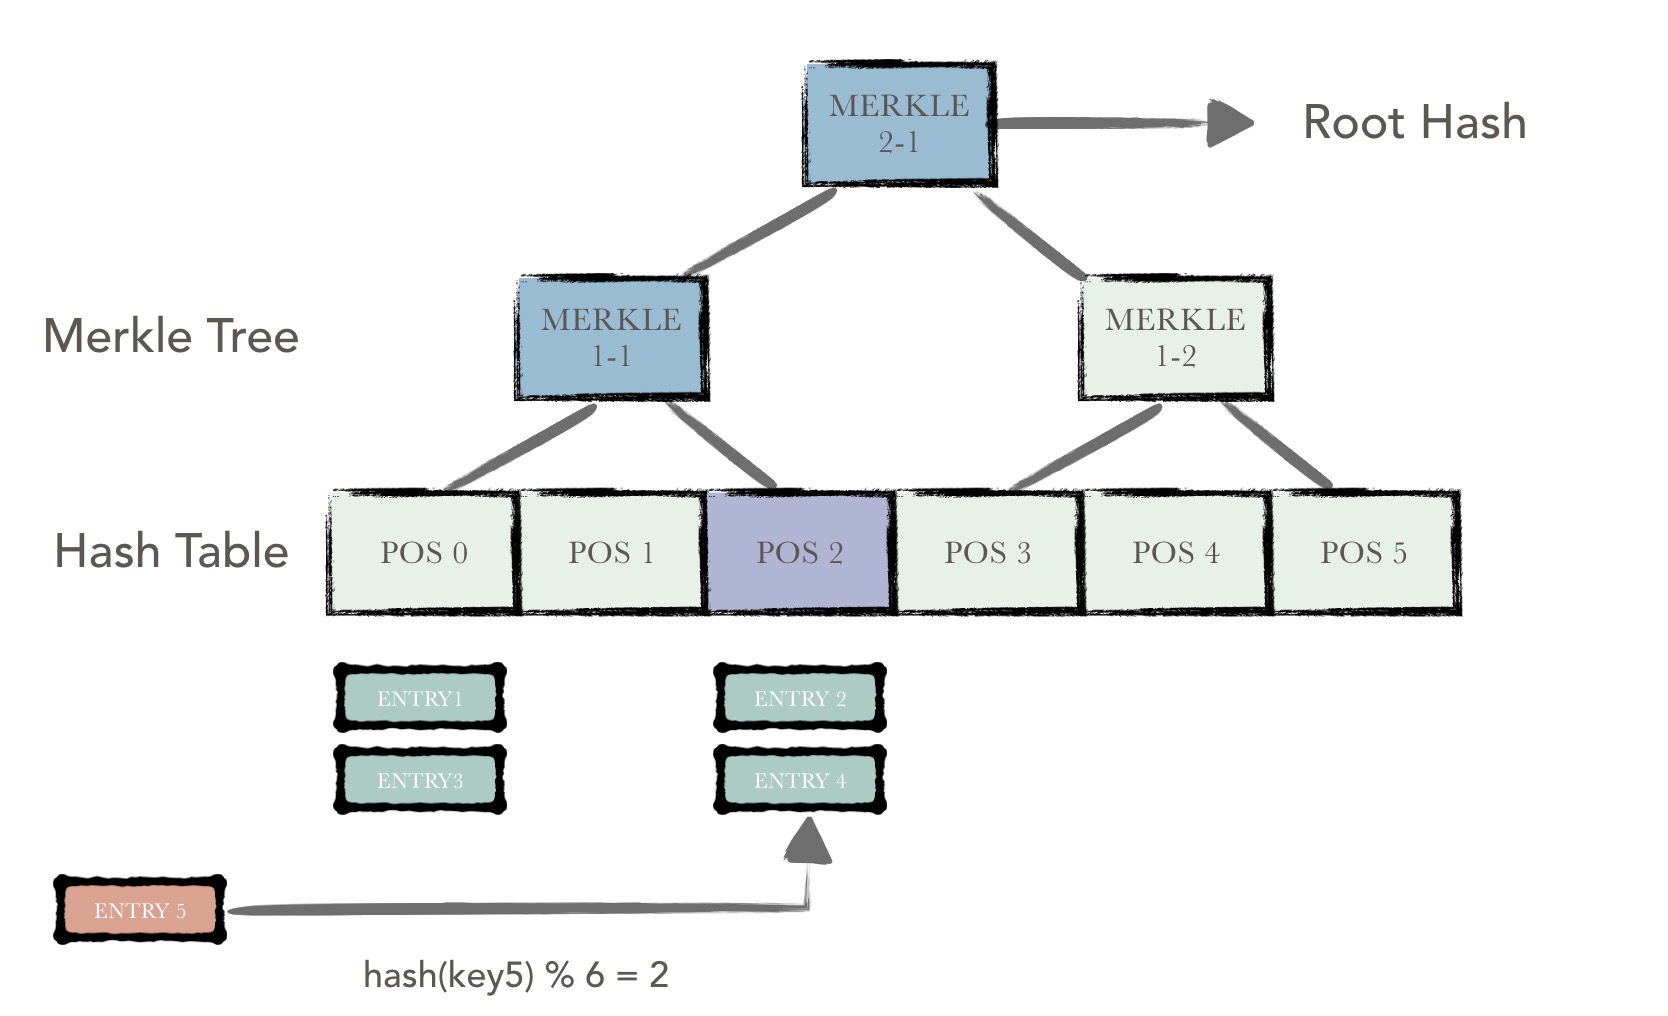 MERKLE
2-1
Root Hash
Merkle Tree
MERKLE
1-1
MERKLE
1-2
Hash Table
POS 0
POS 1
POS 2
POS 3
POS 4
POS 5
ENTRY1
ENTRY 2
ENTRY3
ENTRY 4
ENTRY 5
hash(key5) % 6 = 2